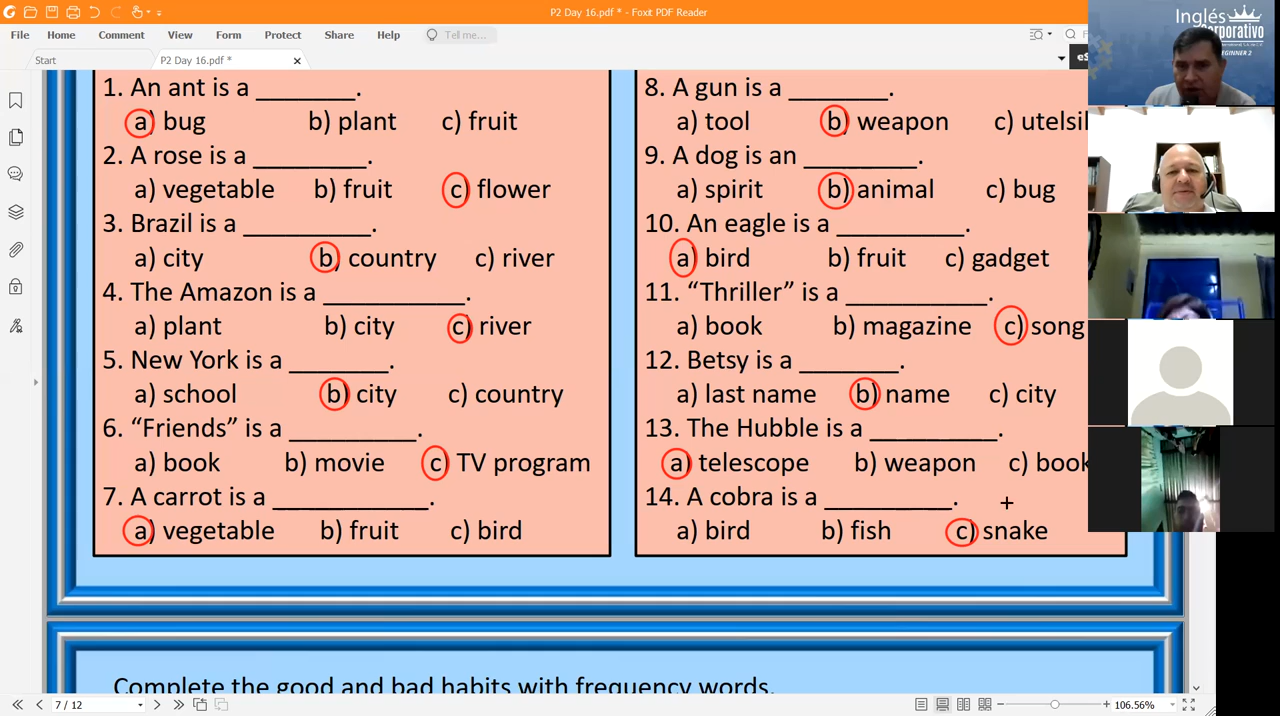 P2 Day 16.pdf * - Foxit PDF Reader
File Home Comment View Form Protect Share Help Tell me...
Start P2 Day 16.pdf *
1. An ant is a ________.
a) bug b) plant c) fruit
2. A rose is a _________.
a) vegetable b) fruit c) flower
3. Brazil is a __________.
a) city b) country c) river
4. The Amazon is a ___________.
a) plant b) city c) river
5. New York is a ________.
a) school b) city c) country
6. “Friends” is a __________.
a) book b) movie c) TV program
7. A carrot is a ____________.
a) vegetable b) fruit c) bird
8. A gun is a ________.
a) tool b) weapon c) utelsil
9. A dog is an _________.
a) spirit b) animal c) bug
10. An eagle is a __________.
a) bird b) fruit c) gadget
11. “Thriller” is a ___________.
a) book b) magazine c) song
12. Betsy is a ________.
a) last name b) name c) city
13. The Hubble is a __________.
a) telescope b) weapon c) book
14. A cobra is a __________.
a) bird b) fish c) snake
Complete the good and bad habits with frequency words.
7 / 12
106.56%
Inglés
Corporativo
BEGINNER 2